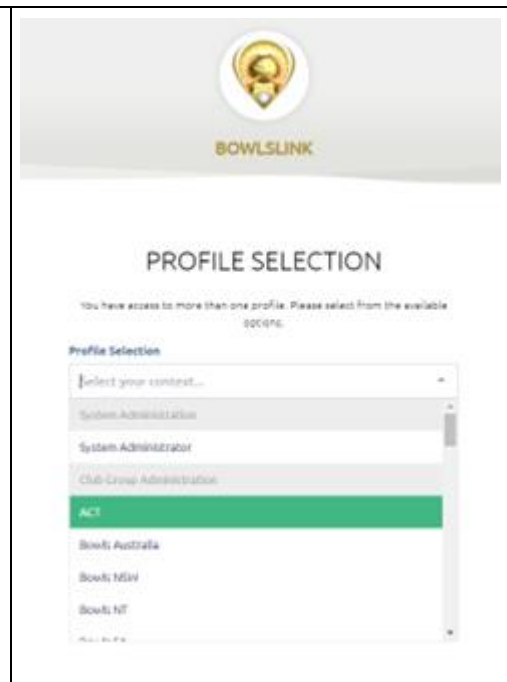 BOWLSLINK
PROFILE SELECTION
You have access to more than one profile. Please select from the available
options.
Profile Selection
Select your context...
System Administration
System Administrator
Club Group Administration
ACT
Bowls Australia
Bowls NSW
Bowls NT